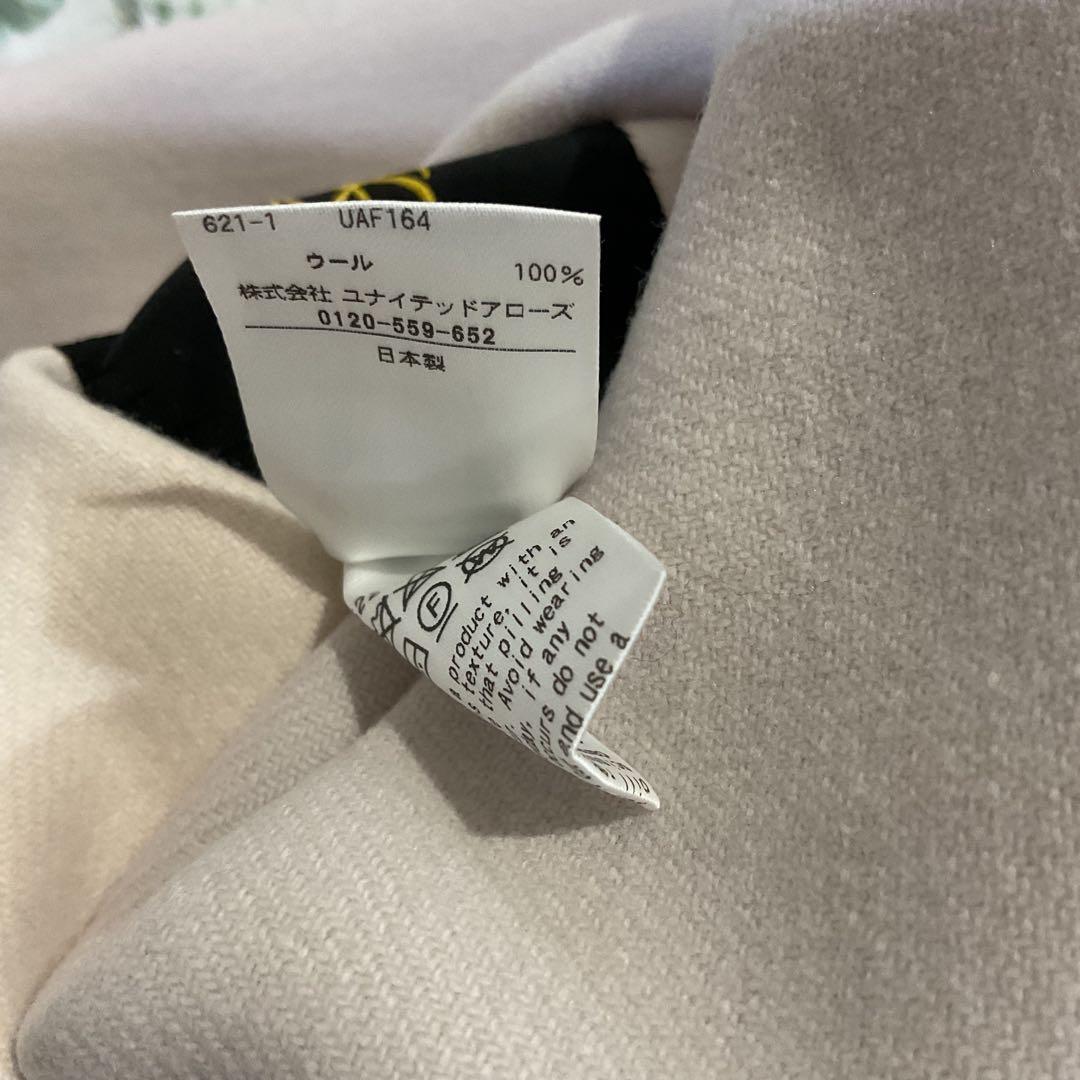 621-1 UAF164
ウール 100%
株式会社 ユナイテッドアローズ
0120-559-652
日本製
F
product with an
texture, it is
that pilling
Avoid wearing
if any
do not
and use a